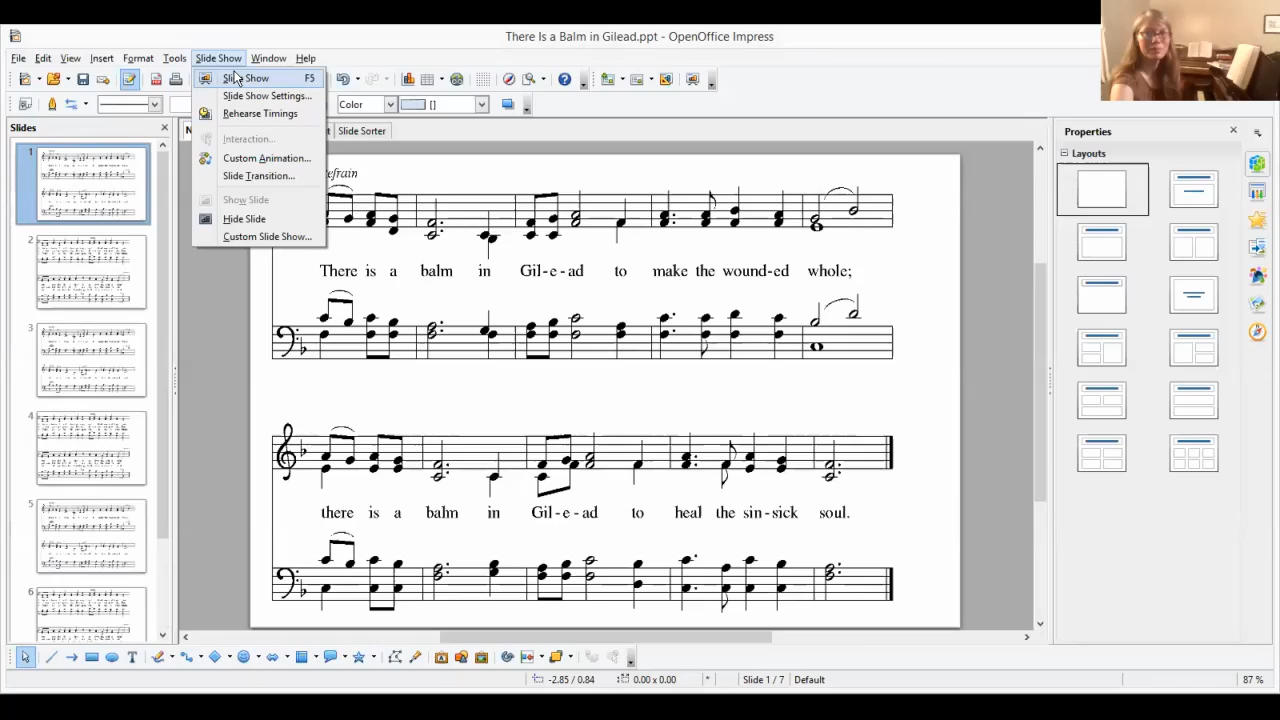 There Is a Balm in Gilead.ppt - OpenOffice Impress
File Edit View Insert Format Tools Slide Show Window Help
Slide Show F5
Slide Show Settings...
Rehearse Timings
Interaction...
Custom Animation...
Slide Transition...
Show Slide
Hide Slide
Custom Slide Show...
Color
[]
Slides
Slide Sorter
1
2
3
4
5
6
efrain
There is a balm in Gil-e-ad to make the wound-ed whole;
there is a balm in Gil-e-ad to heal the sin-sick soul.
Properties
Layouts
-2.85 / 0.84 0.00 x 0.00 * Slide 1 / 7 Default 87 %